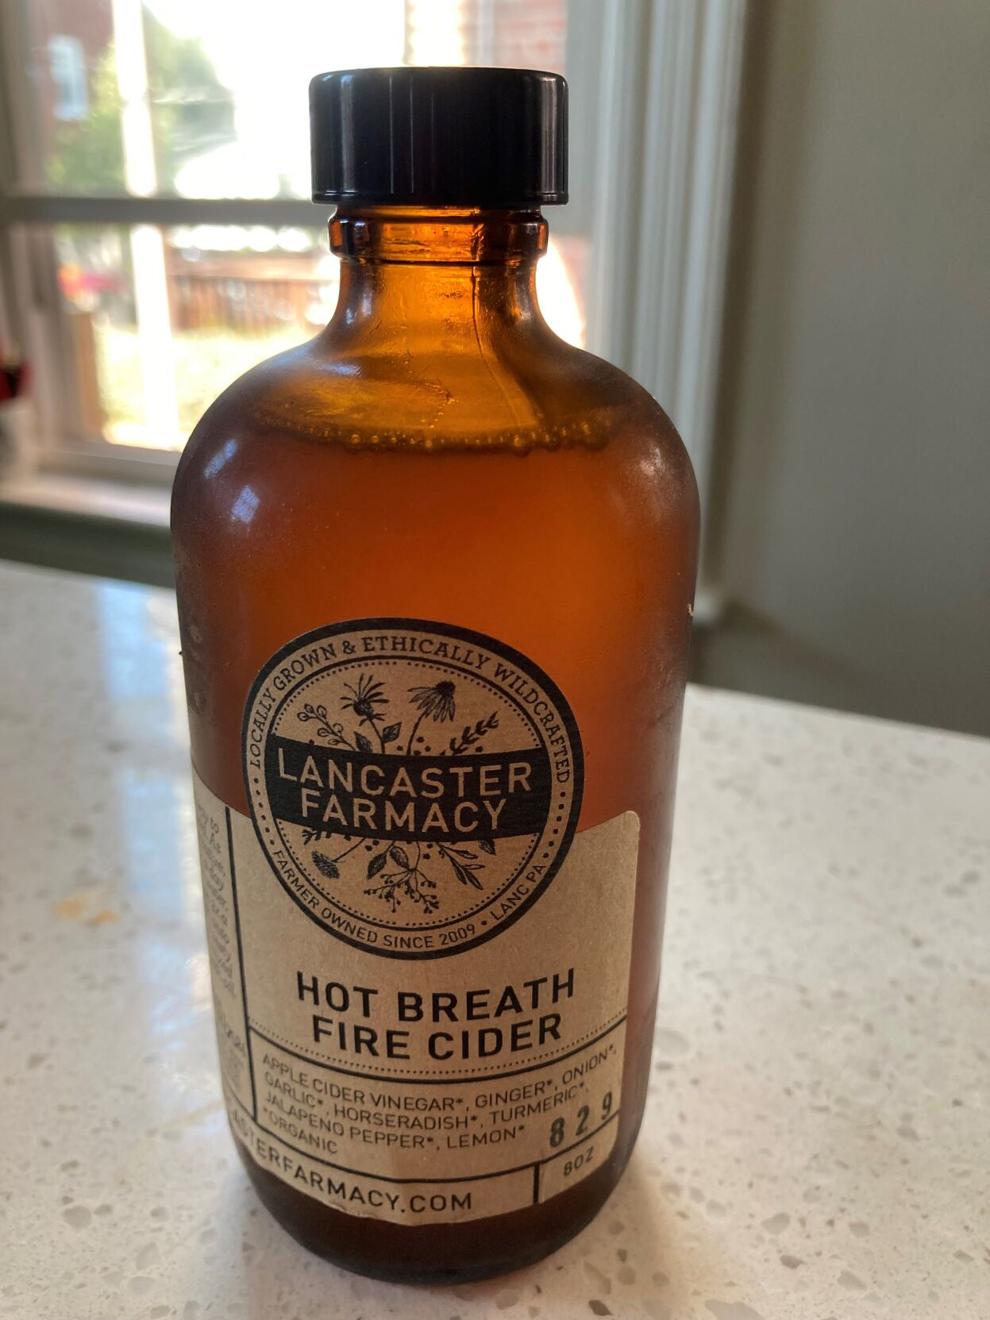 • LOCALLY GROWN & ETHICALLY WILDCRAFTED •
LANCASTER
FARMACY
FARMER OWNED SINCE 2009 • LANC PA
HOT BREATH
FIRE CIDER
APPLE CIDER VINEGAR*, GINGER*, ONION*,
GARLIC*, HORSERADISH*, TURMERIC*,
JALAPENO PEPPER*, LEMON*
*ORGANIC
829
8OZ
ASTERFARMACY.COM